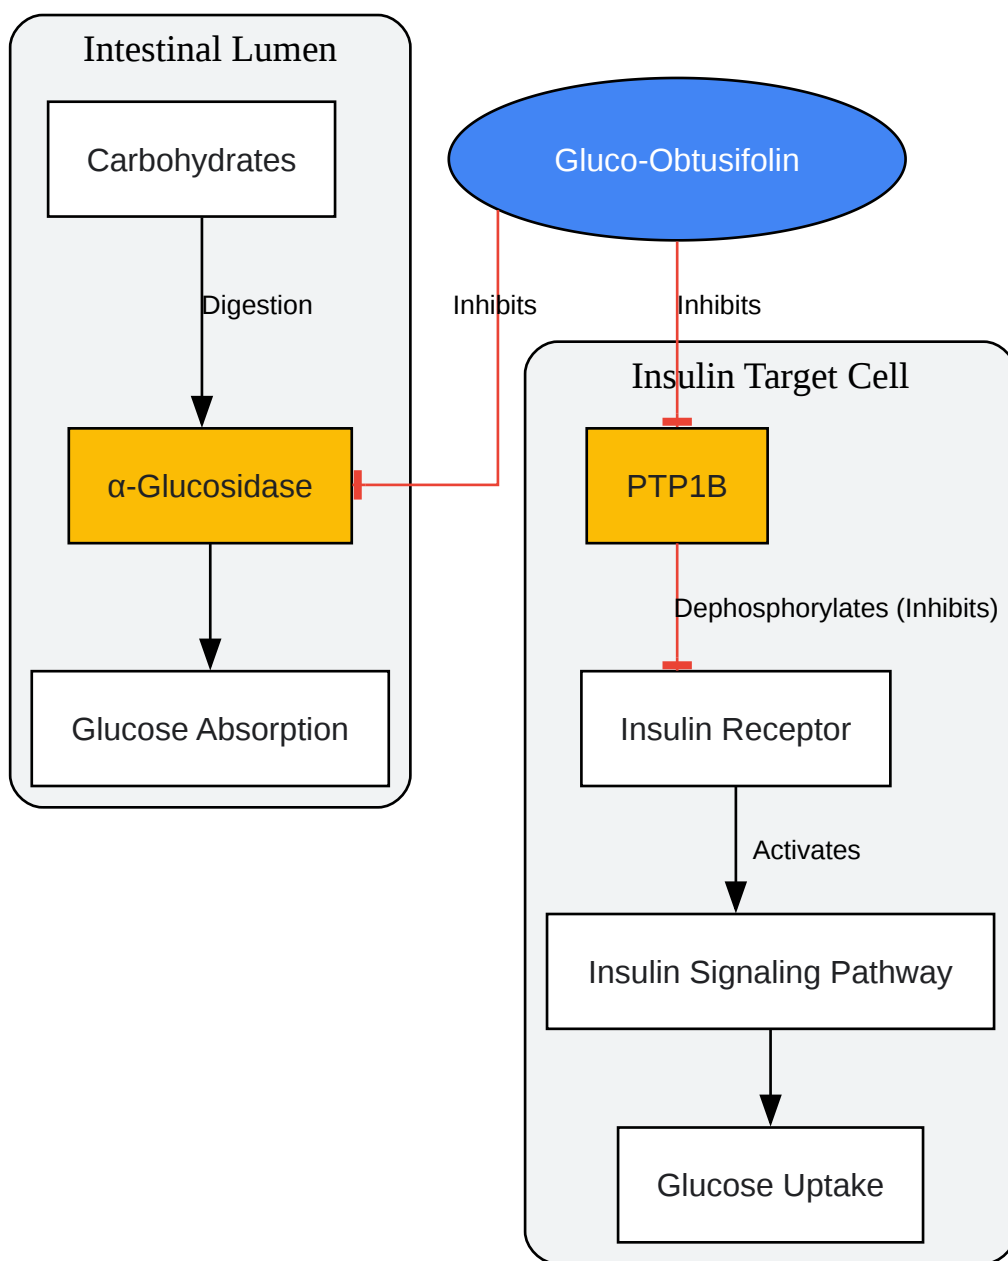 Intestinal Lumen
Carbohydrates
Gluco-Obtusifolin
Digestion
Inhibits
Inhibits
Insulin Target Cell
α-Glucosidase
PTP1B
Dephosphorylates (Inhibits)
Glucose Absorption
Insulin Receptor
Activates
Insulin Signaling Pathway
Glucose Uptake